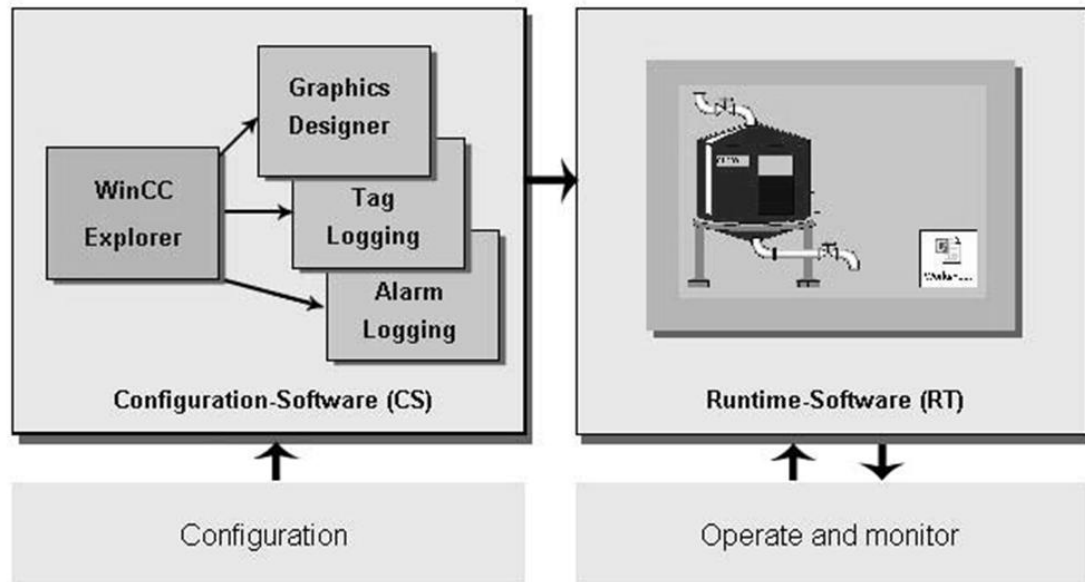 Graphics
Designer
WinCC
Explorer
Tag
Logging
Alarm
Logging
Configuration-Software (CS)
Runtime-Software (RT)
Configuration
Operate and monitor